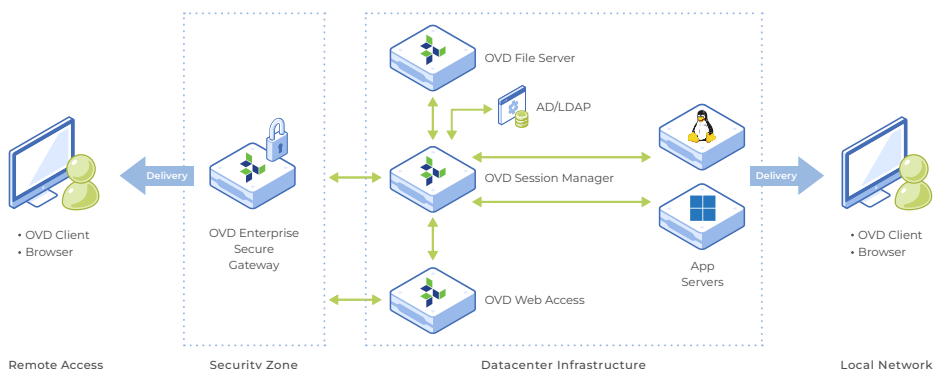 OVD File Server
AD/LDAP
Delivery
OVD Session Manager
Delivery
• OVD Client
• Browser
OVD Enterprise
Secure
Gateway
App
Servers
• OVD Client
• Browser
OVD Web Access
Remote Access
Security Zone
Datacenter Infrastructure
Local Network